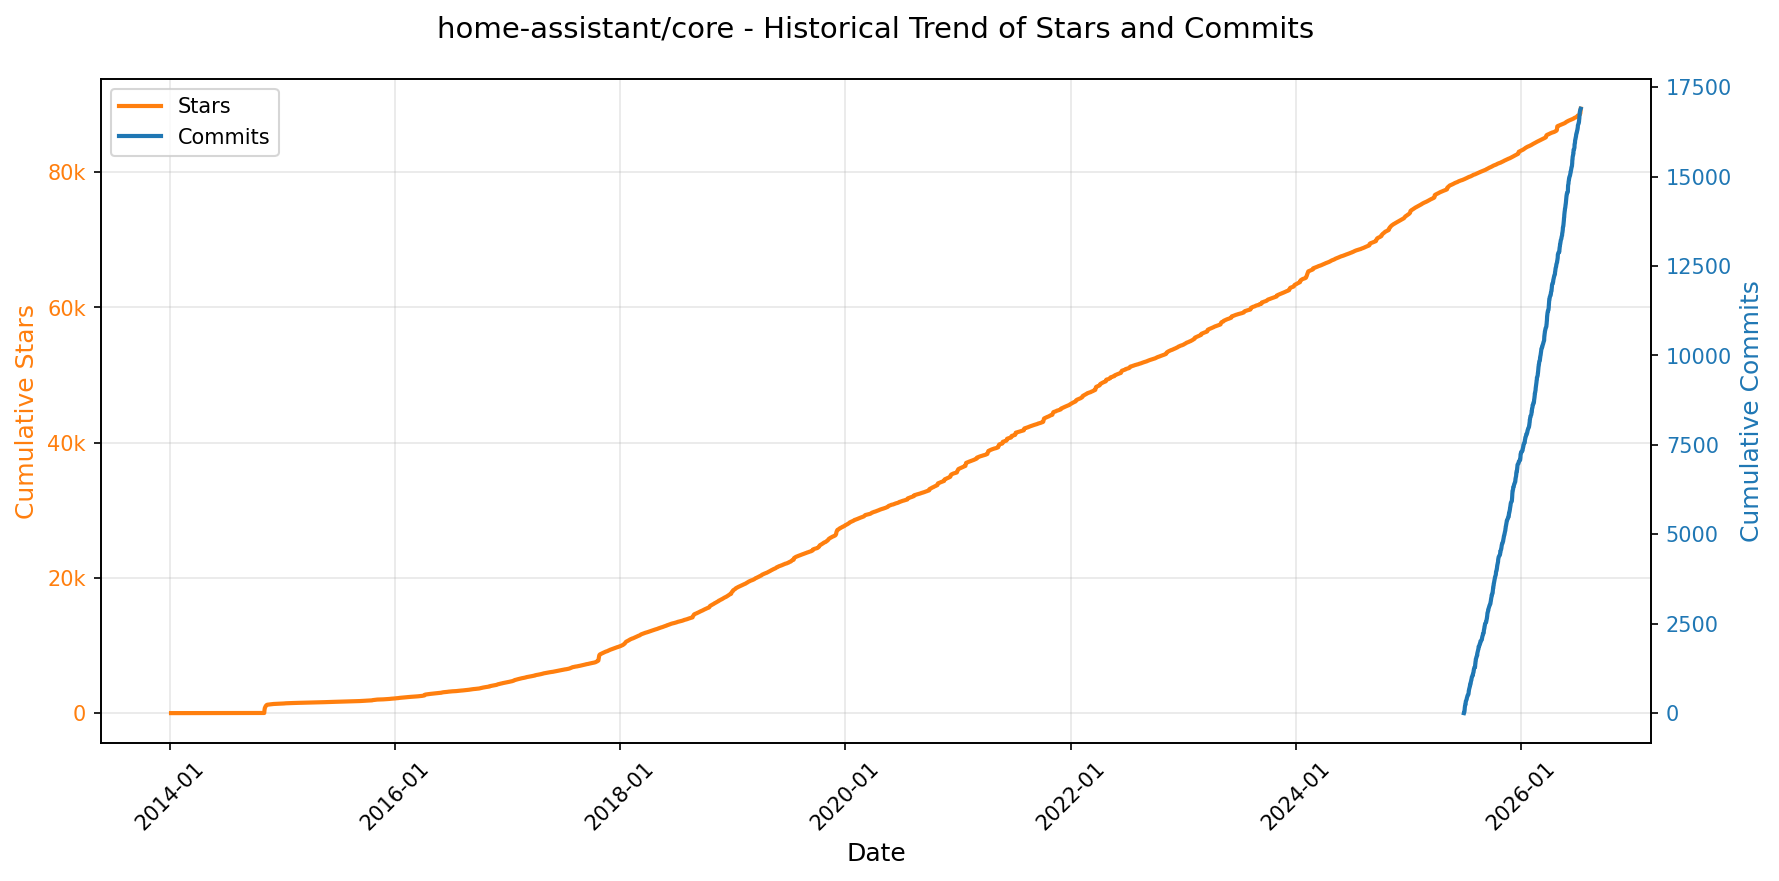 home-assistant/core - Historical Trend of Stars and Commits
Stars
Commits
Cumulative Stars
80k
60k
40k
20k
0
17500
15000
12500
10000
7500
5000
2500
0
Cumulative Commits
2014-01
2016-01
2018-01
2020-01
2022-01
2024-01
2026-01
Date